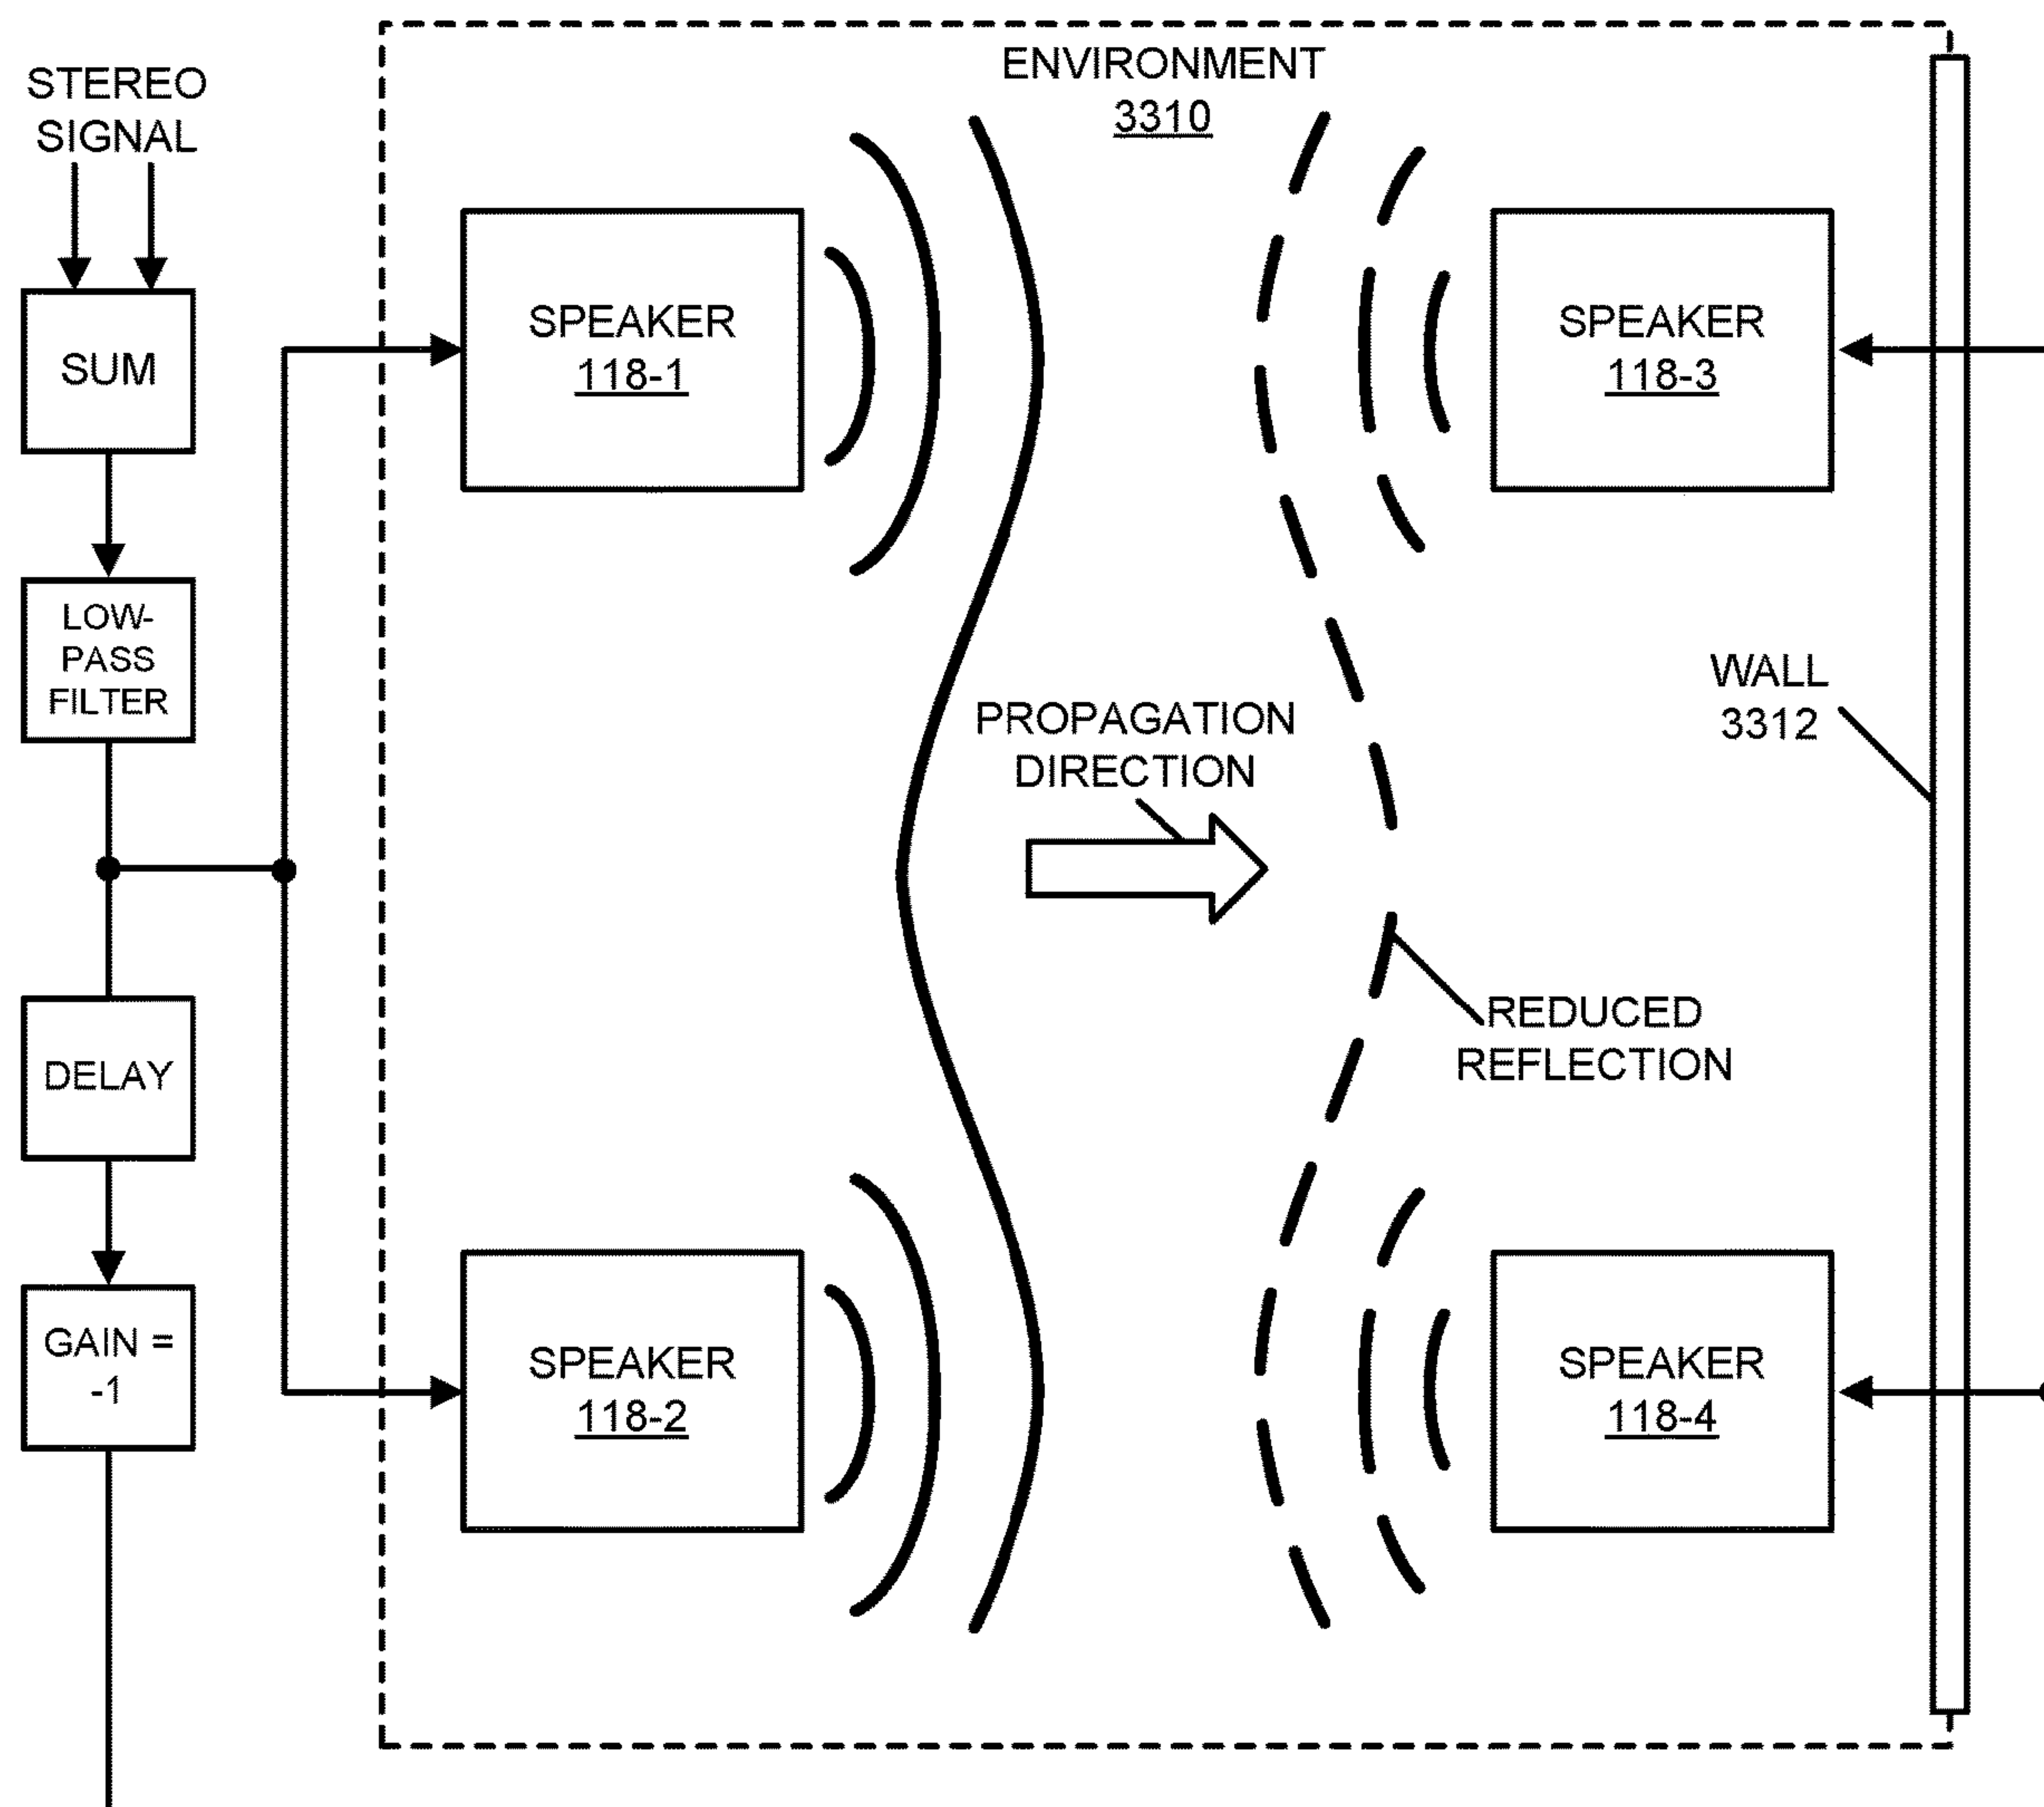 STEREO
SIGNAL
SUM
LOW-
PASS
FILTER
DELAY
GAIN =
-1
ENVIRONMENT
3310
SPEAKER
118-1
SPEAKER
118-3
PROPAGATION
DIRECTION
WALL
3312
REDUCED
REFLECTION
SPEAKER
118-2
SPEAKER
118-4